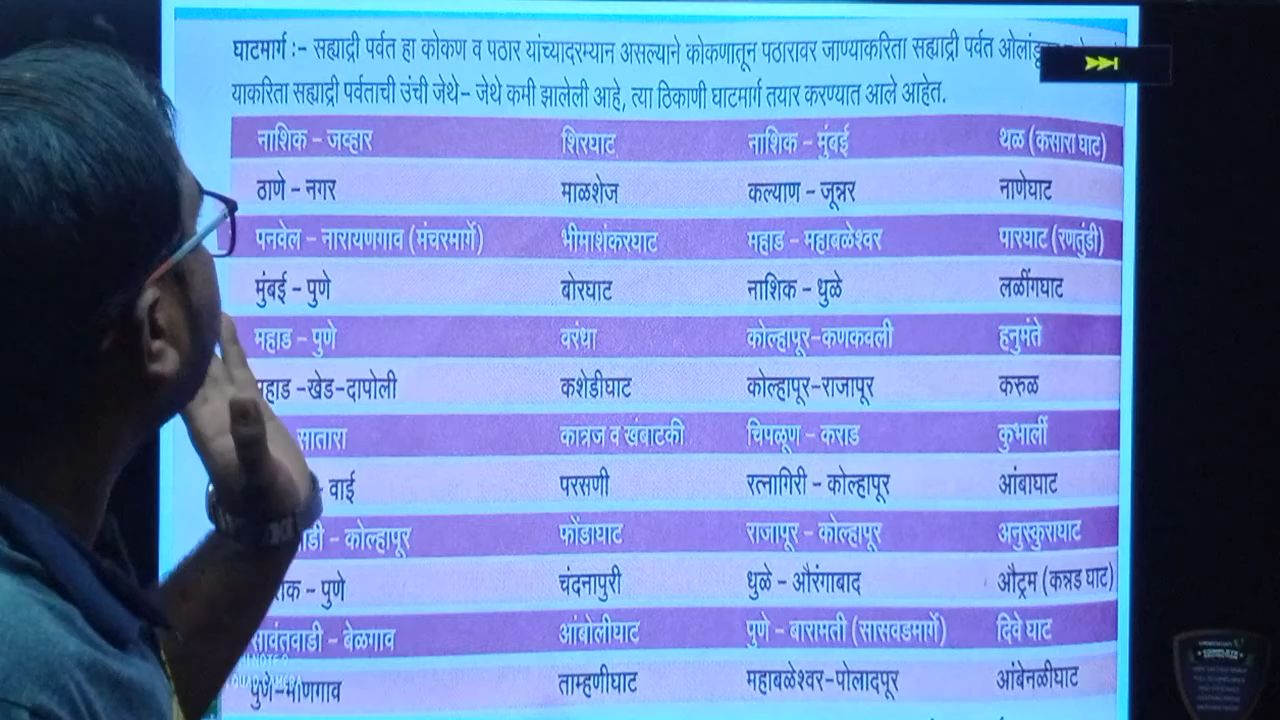 घाटमार्ग :- सह्याद्री पर्वत हा कोकण व पठार यांच्यादरम्यान असल्याने कोकणातून पठारावर जाण्याकरिता सह्याद्री पर्वत
याकरिता सह्याद्री पर्वताची उंची जेथे- जेथे कमी झालेली आहे, त्या ठिकाणी घाटमार्ग तयार करण्यात आले आहेत.
नाशिक - जव्हार शिरघाट नाशिक - मुंबई थळ (कसारा घाट)
ठाणे - नगर माळशेज कल्याण - जून्नर नाणेघाट
पनवेल - नारायणगाव (मंचरमार्गे) भीमाशंकरघाट महाड - महाबळेश्वर पारघाट (रणतुंडी)
मुंबई - पुणे बोरघाट नाशिक - धुळे लळींगघाट
महाड - पुणे वरंधा कोल्हापूर-कणकवली हनुमंते
-खेड-दापोली कशेडीघाट कोल्हापूर-राजापूर करुळ
सातारा कात्रज व खंबाटकी चिपळूण - कराड कुभार्ली
- वाई परसणी रत्नागिरी - कोल्हापूर आंबाघाट
- कोल्हापूर फोंडाघाट राजापूर - कोल्हापूर अनुस्कुराघाट
- पुणे चंदनापुरी धुळे - औरंगाबाद औट्रम (कन्नड घाट)
सावंतवाडी - बेळगाव आंबोलीघाट पुणे - बारामती (सासवडमार्गे) दिवे घाट
पुणे-माणगाव ताम्हणीघाट महाबळेश्वर-पोलादपूर आंबेनळीघाट
QUAD CAMERA